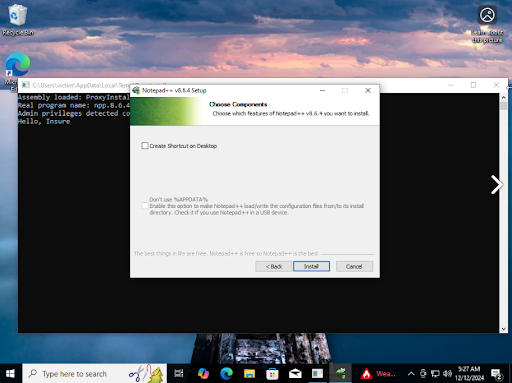 Recycle Bin
Learn about
this picture
Micr
E
C:\Users\victim\AppData\Local\Tem
Assembly loaded: ProxyInstal
Real program name: npp.8.6.4
Admin privileges detected co
Hello, Insure
Notepad++ v8.6.4 Setup
Choose Components
Choose which features of Notepad++ v8.6.4 you want to install.
Create Shortcut on Desktop
Don't use %APPDATA%
Enable this option to make Notepad++ load/write the configuration files from/to its install
directory. Check it if you use Notepad++ in a USB device.
The best things in life are free. Notepad++ is free so Notepad++ is the best
< Back
Install
Cancel
Type here to search
Wea...
9:27 AM
12/12/2024
2